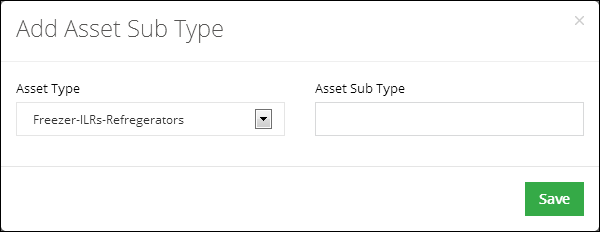 Add Asset Sub Type
×
Asset Type
Asset Sub Type
Freezer-ILRs-Refregerators
Save